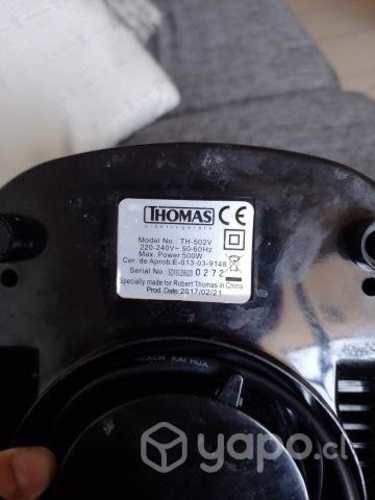 THOMAS CE
Model No. TH-502V
220-240V~ 50-60Hz
Max. Power 500W
Cer. de Aprob.E-013-03-9148
Serial No. 0272
Specially made for Robert Thomas in China
Prod. Date: 2017/02/21
yapo.cl